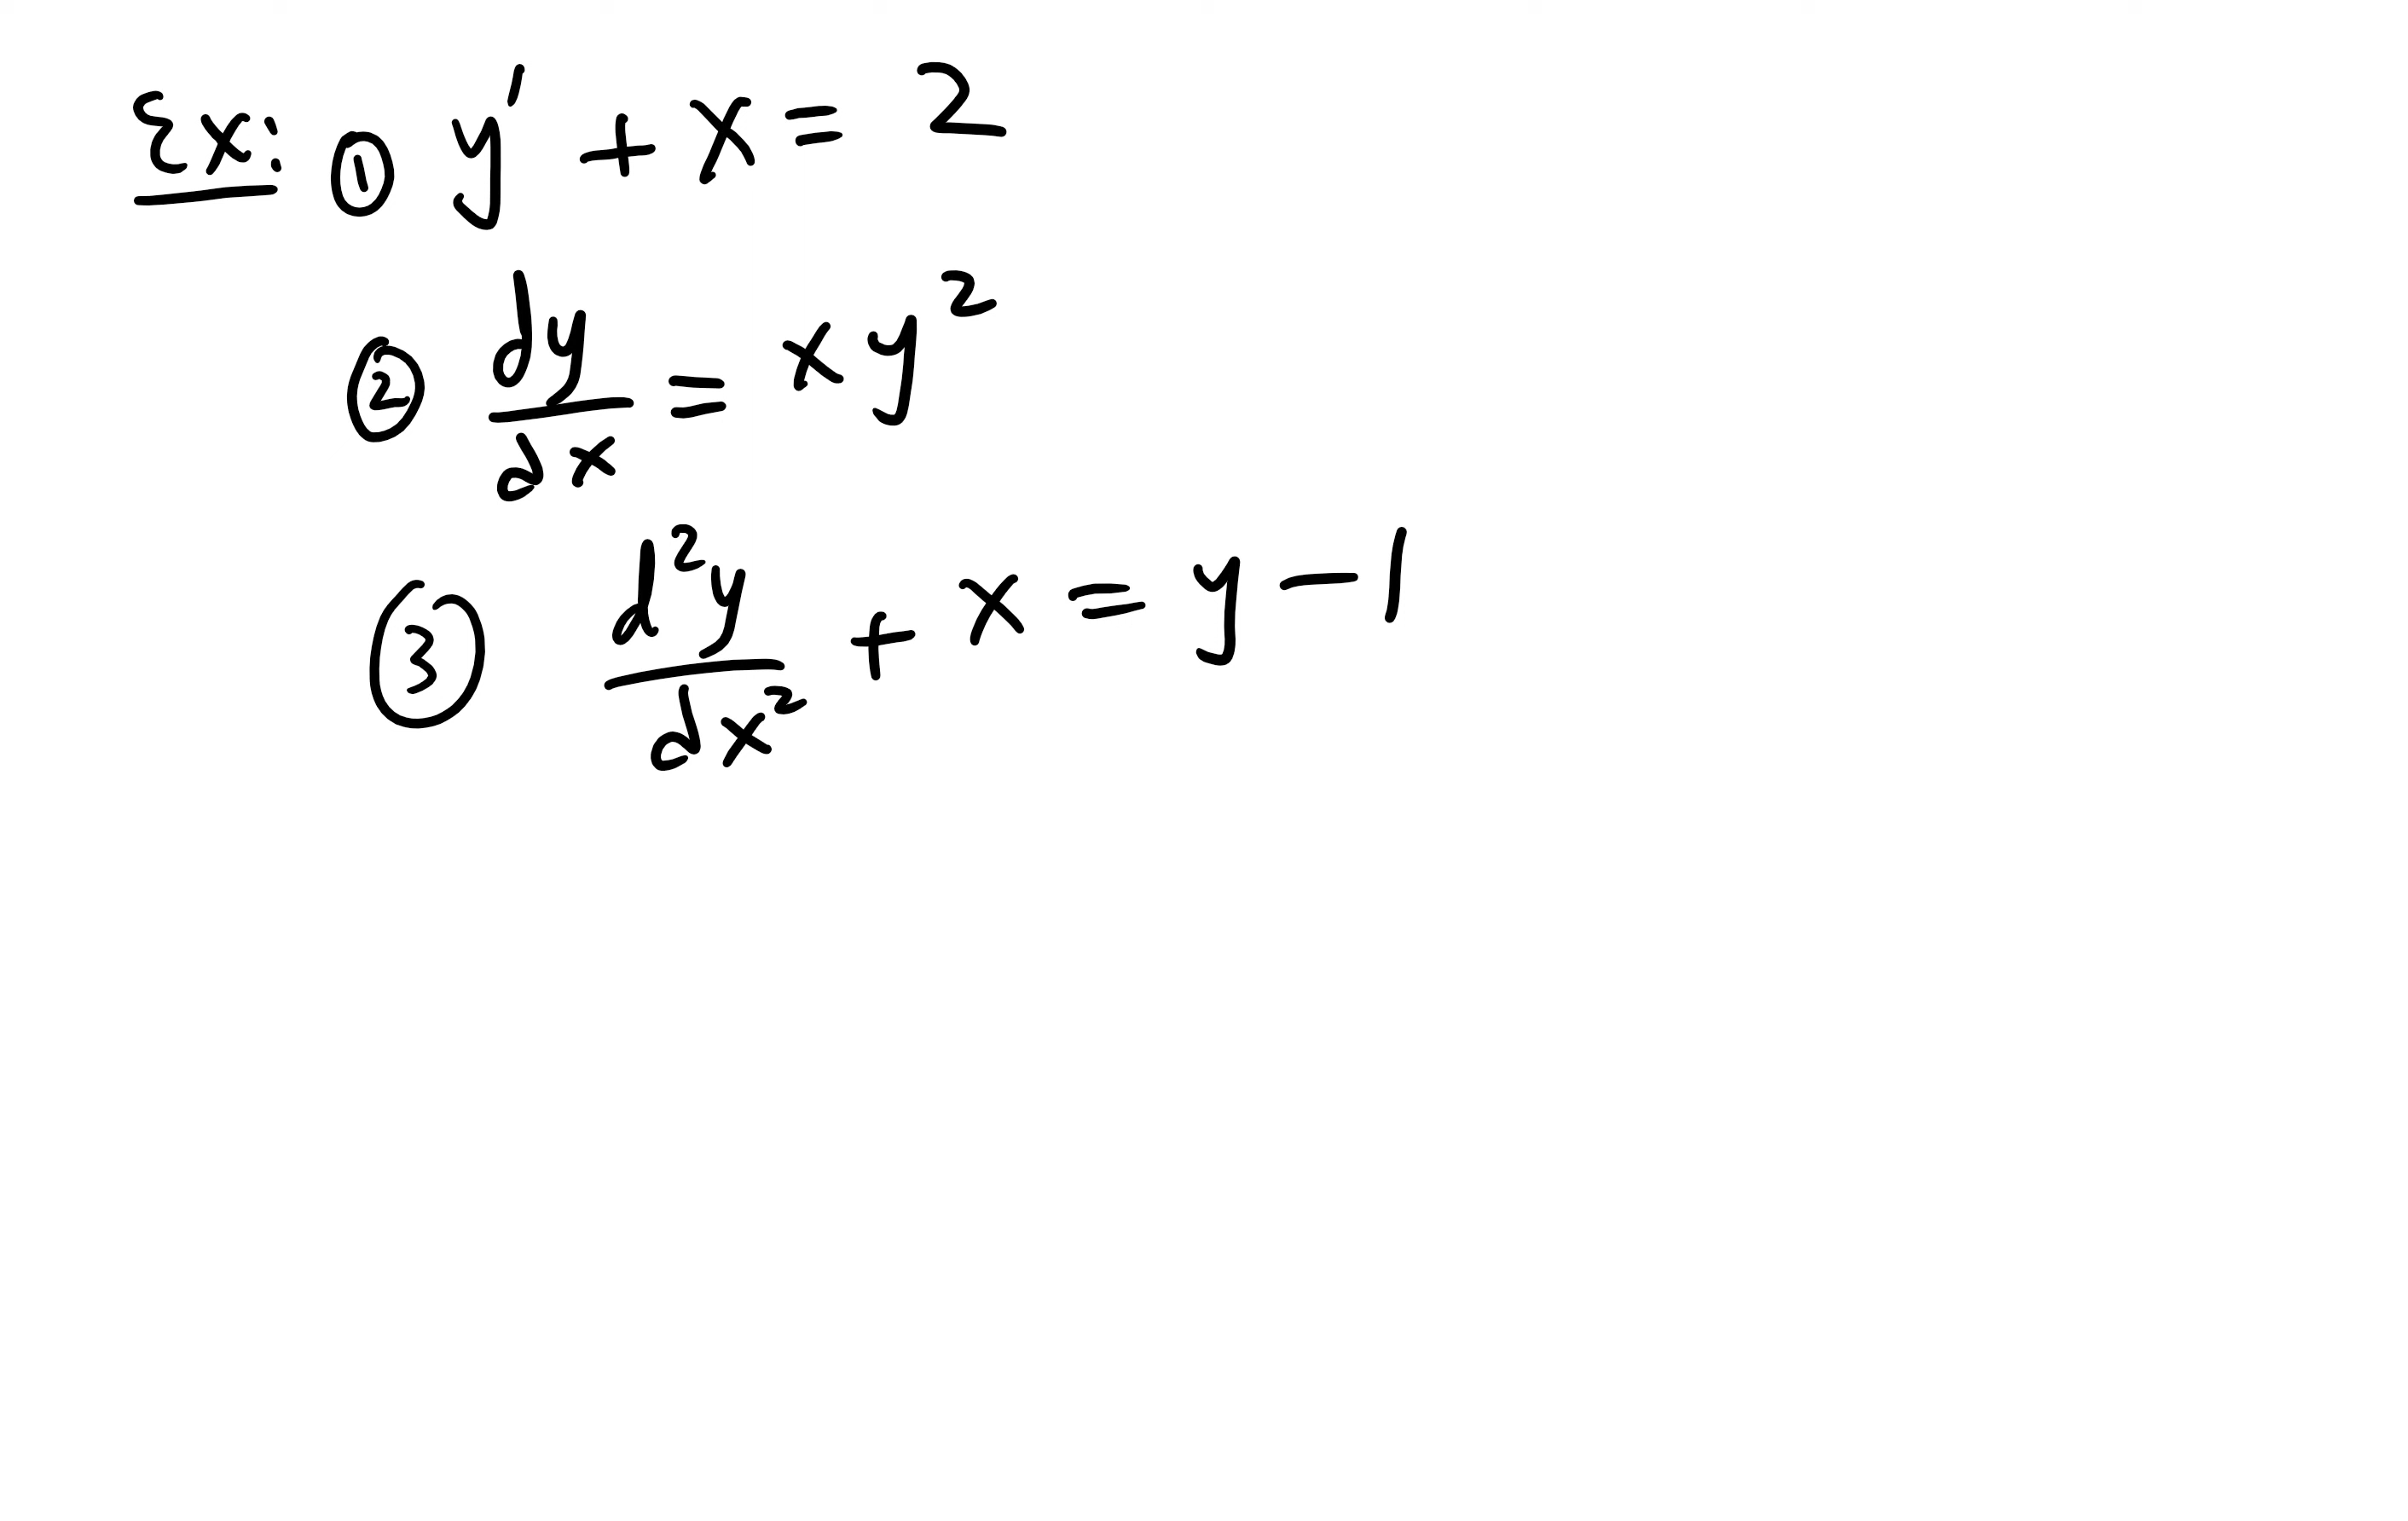 Ex: ① y' + x = 2
② dy/dx = xy²
③ d²y/dx² + x = y - 1